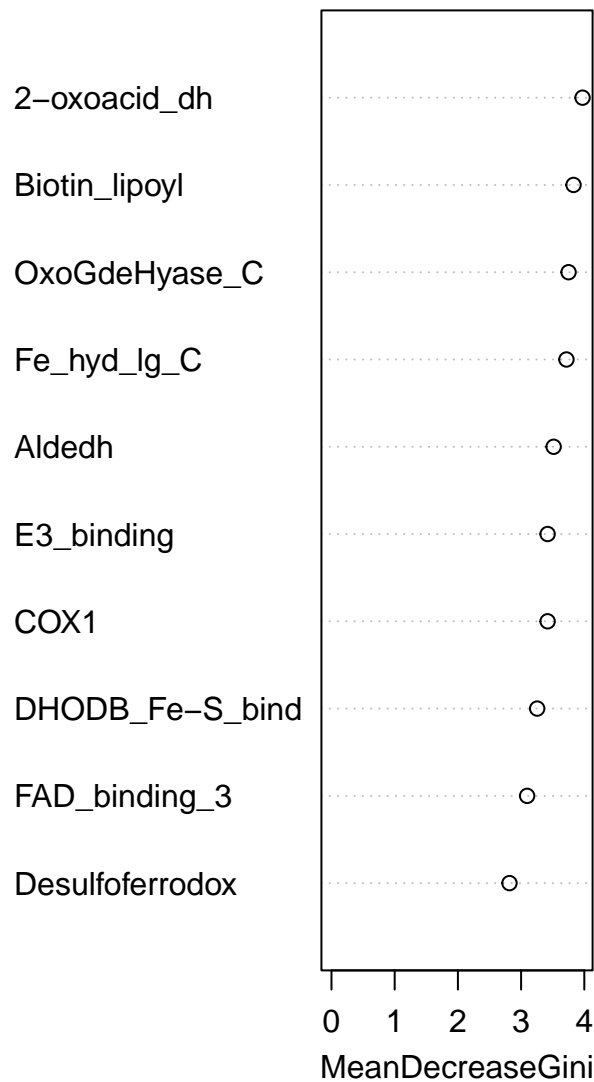 2−oxoacid_dh
Biotin_lipoyl
OxoGdeHyase_C
Fe_hyd_lg_C
Aldedh
E3_binding
COX1
DHODB_Fe−S_bind
FAD_binding_3
Desulfoferrodox
0 1 2 3 4
MeanDecreaseGini